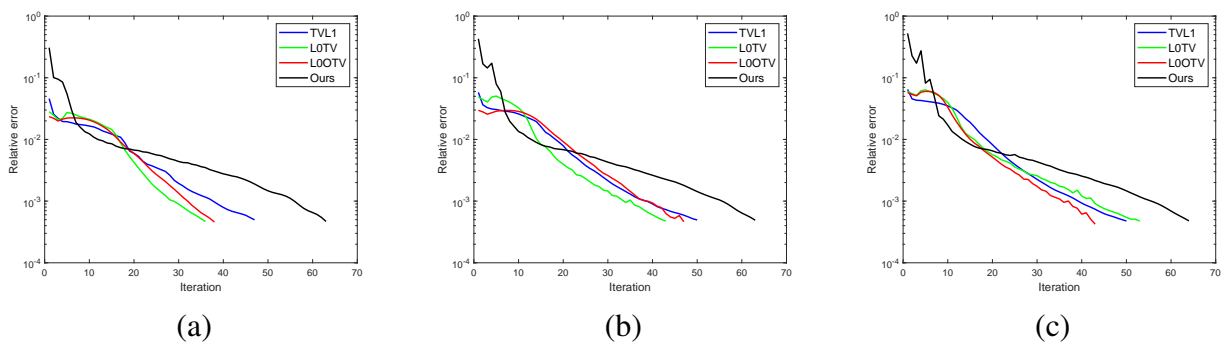 10^0
10^-1
10^-2
10^-3
10^-4
Relative error
0 10 20 30 40 50 60 70
Iteration
TVL1
L0TV
L0OTV
Ours
(a)
10^0
10^-1
10^-2
10^-3
10^-4
Relative error
0 10 20 30 40 50 60 70
Iteration
TVL1
L0TV
L0OTV
Ours
(b)
10^0
10^-1
10^-2
10^-3
10^-4
Relative error
0 10 20 30 40 50 60 70
Iteration
TVL1
L0TV
L0OTV
Ours
(c)